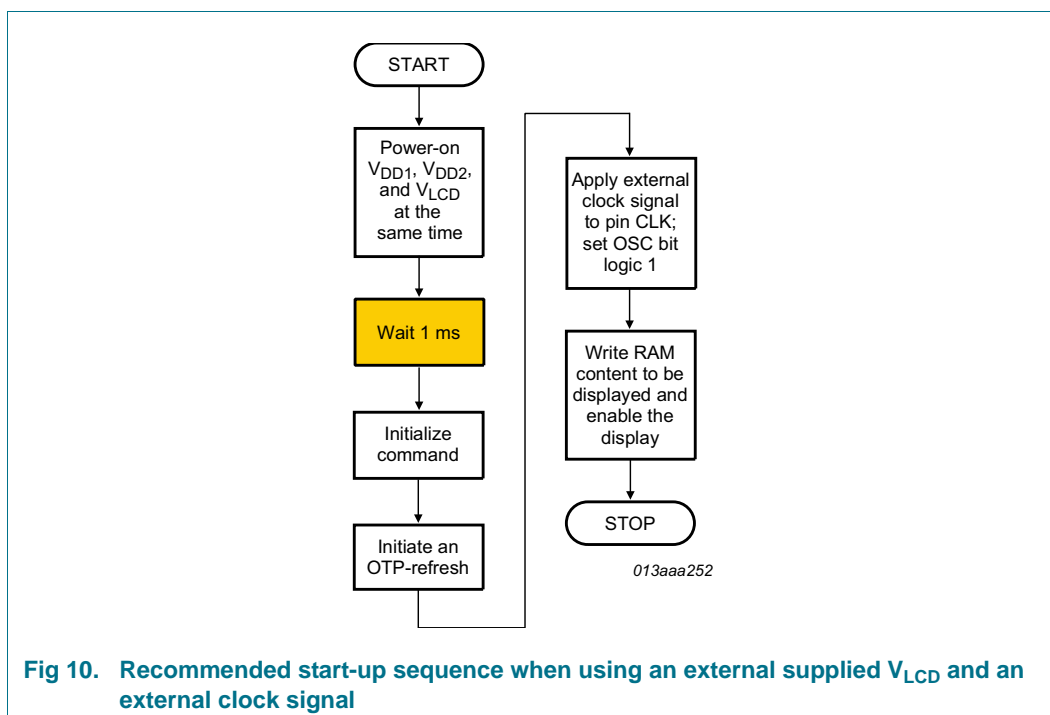 START
Power-on
VDD1, VDD2,
and VLCD
at the
same time
Wait 1 ms
Initialize
command
Initiate an
OTP-refresh
Apply external
clock signal
to pin CLK;
set OSC bit
logic 1
Write RAM
content to be
displayed and
enable the
display
STOP
013aaa252
Fig 10. Recommended start-up sequence when using an external supplied VLCD and an
external clock signal